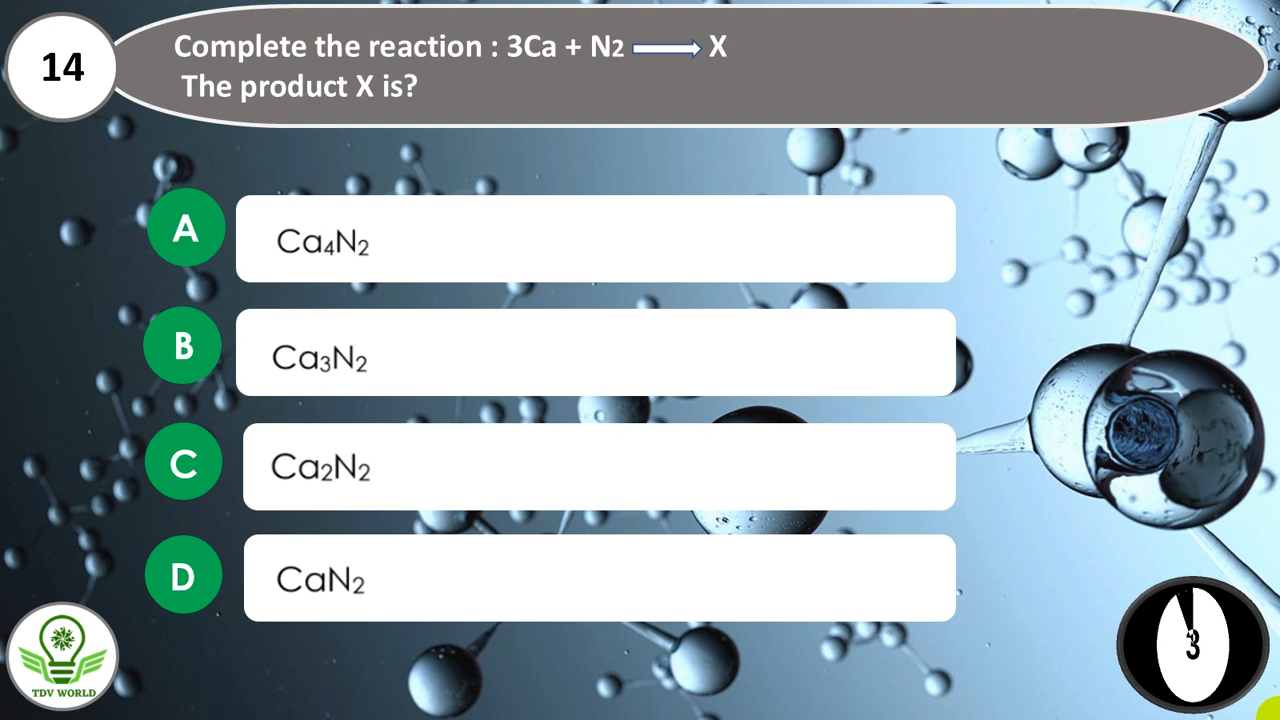 14
Complete the reaction : 3Ca + N₂ ⟶ X
The product X is?
A
Ca₄N₂
B
Ca₃N₂
C
Ca₂N₂
D
CaN₂
TDV WORLD
3